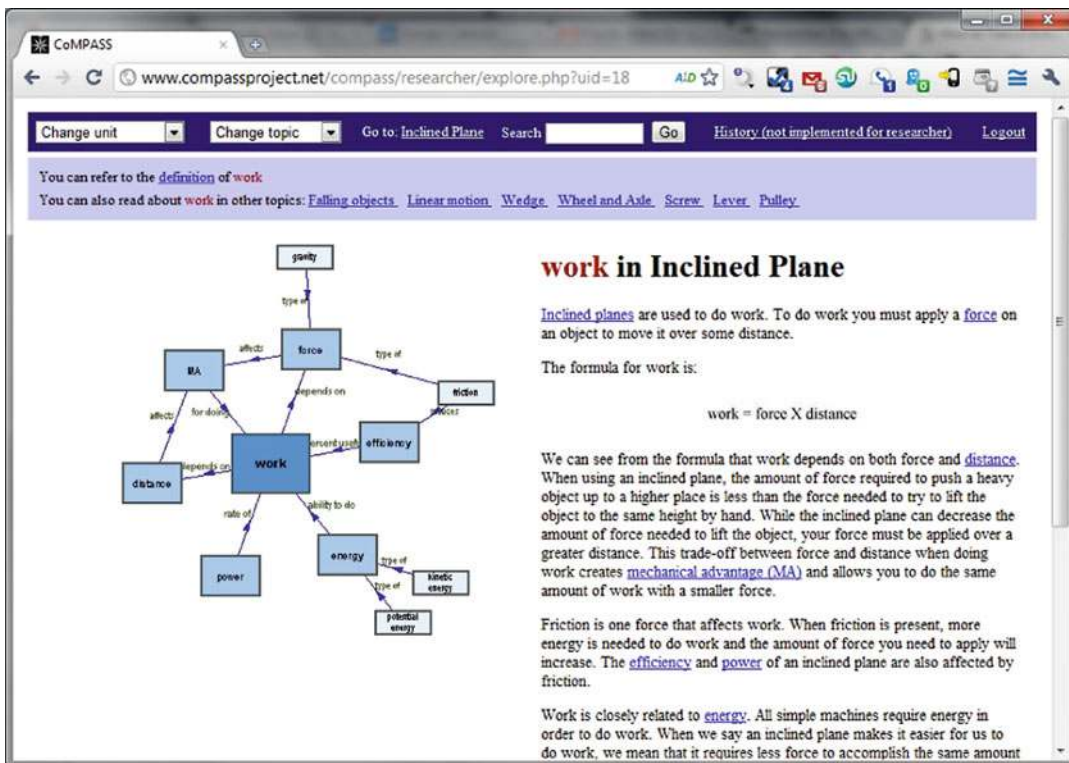 CoMPASS
www.compassproject.net/compass/researcher/explore.php?uid=18
Change unit Change topic Go to: Inclined Plane Search Go History (not implemented for researcher) Logout
You can refer to the definition of work
You can also read about work in other topics: Falling objects Linear motion Wedge Wheel and Axle Screw Lever Pulley
gravity
type of
force
affects
type of
MA
friction
depends on
affects
for doing
efficiency
work
depends on
distance
rate of
ability to do
power
energy
type of
kinetic energy
type of
potential energy
work in Inclined Plane
Inclined planes are used to do work. To do work you must apply a force on
an object to move it over some distance.
The formula for work is:
work = force X distance
We can see from the formula that work depends on both force and distance.
When using an inclined plane, the amount of force required to push a heavy
object up to a higher place is less than the force needed to try to lift the
object to the same height by hand. While the inclined plane can decrease the
amount of force needed to lift the object, your force must be applied over a
greater distance. This trade-off between force and distance when doing
work creates mechanical advantage (MA) and allows you to do the same
amount of work with a smaller force.
Friction is one force that affects work. When friction is present, more
energy is needed to do work and the amount of force you need to apply will
increase. The efficiency and power of an inclined plane are also affected by
friction.
Work is closely related to energy. All simple machines require energy in
order to do work. When we say an inclined plane makes it easier for us to
do work, we mean that it requires less force to accomplish the same amount